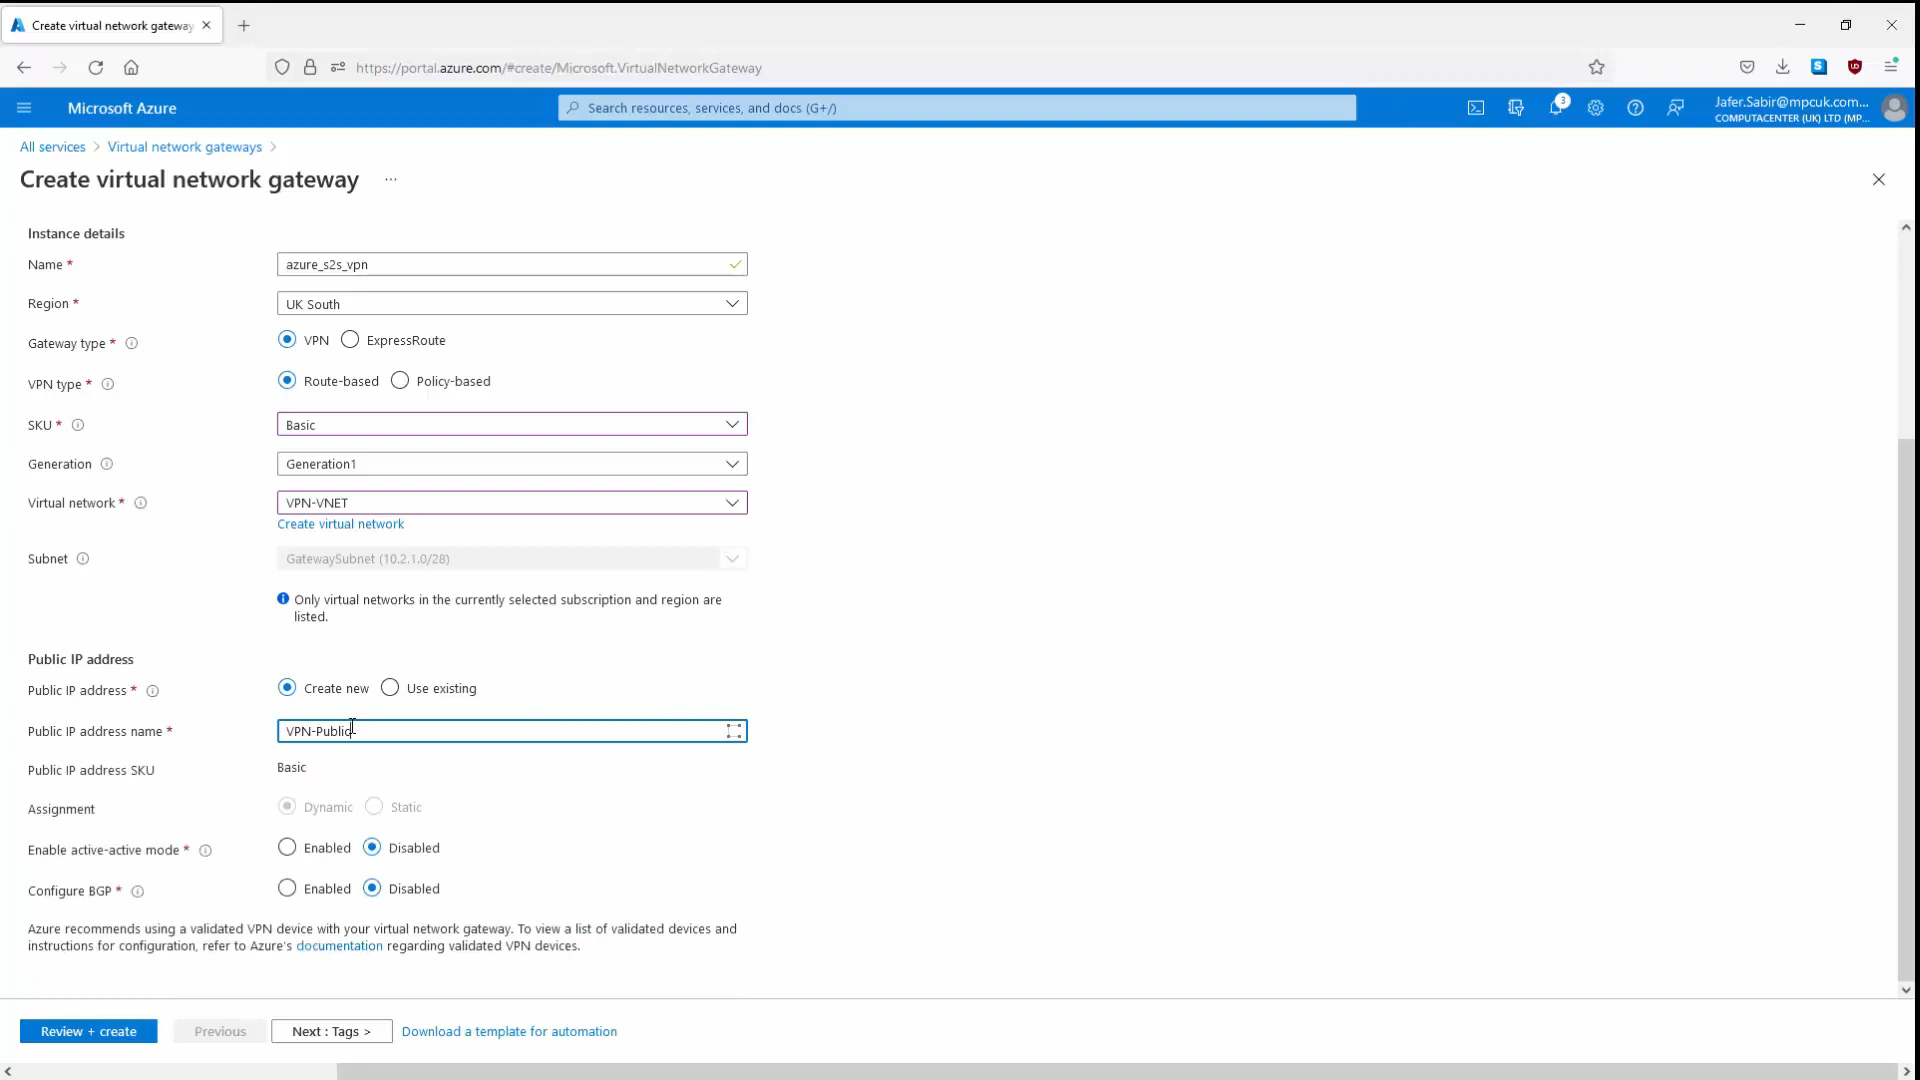 Create virtual network gateway
https://portal.azure.com/#create/Microsoft.VirtualNetworkGateway
Microsoft Azure
Search resources, services, and docs (G+/)
3
Jafer.Sabir@mpcuk.com...
COMPUTACENTER (UK) LTD (MP...
All services > Virtual network gateways >
Create virtual network gateway ...
Instance details
Name *
azure_s2s_vpn
Region *
UK South
Gateway type *
VPN ExpressRoute
VPN type *
Route-based Policy-based
SKU *
Basic
Generation
Generation1
Virtual network *
VPN-VNET
Create virtual network
Subnet
GatewaySubnet (10.2.1.0/28)
Only virtual networks in the currently selected subscription and region are
listed.
Public IP address
Public IP address *
Create new Use existing
Public IP address name *
VPN-Public
Public IP address SKU
Basic
Assignment
Dynamic Static
Enable active-active mode *
Enabled Disabled
Configure BGP *
Enabled Disabled
Azure recommends using a validated VPN device with your virtual network gateway. To view a list of validated devices and
instructions for configuration, refer to Azure's documentation regarding validated VPN devices.
Review + create Previous Next : Tags > Download a template for automation